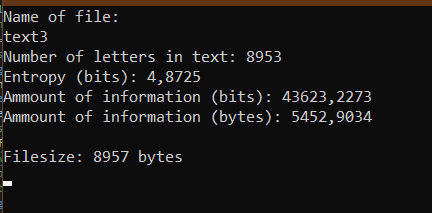 Name of file:
text3
Number of letters in text: 8953
Entropy (bits): 4,8725
Ammount of information (bits): 43623,2273
Ammount of information (bytes): 5452,9034
Filesize: 8957 bytes